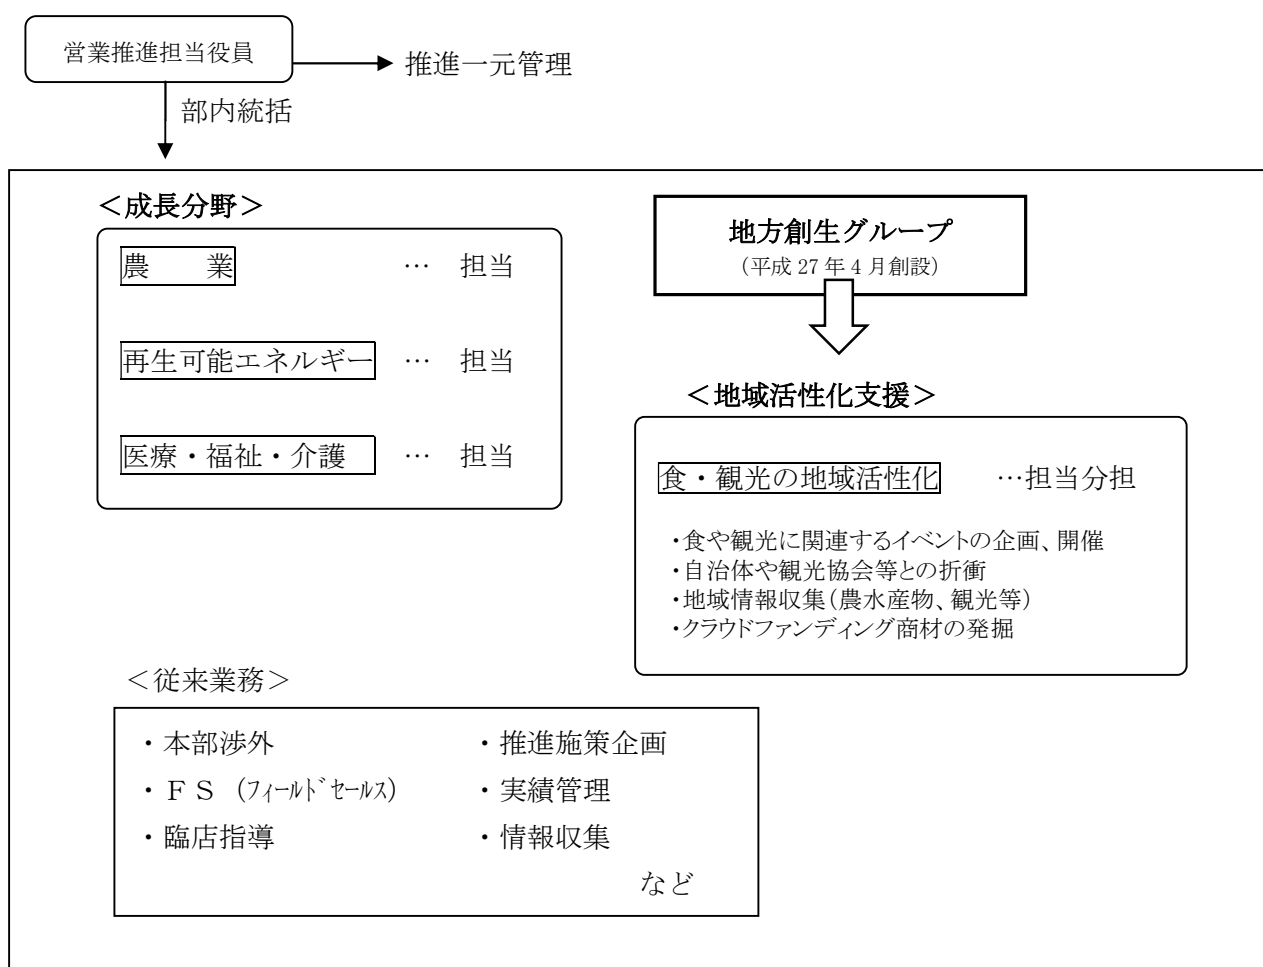 営業推進担当役員
推進一元管理
部内統括
＜成長分野＞
農　　業　　…　担当
再生可能エネルギー　…　担当
医療・福祉・介護　…　担当
地方創生グループ
（平成 27 年 4 月創設）
＜地域活性化支援＞
食・観光の地域活性化　…担当分担
・食や観光に関連するイベントの企画、開催
・自治体や観光協会等との折衝
・地域情報収集（農水産物、観光等）
・クラウドファンディング商材の発掘
＜従来業務＞
・本部渉外　・推進施策企画
・ＦＳ（ﾌｨｰﾙﾄﾞｾｰﾙｽ）　・実績管理
・臨店指導　・情報収集
など